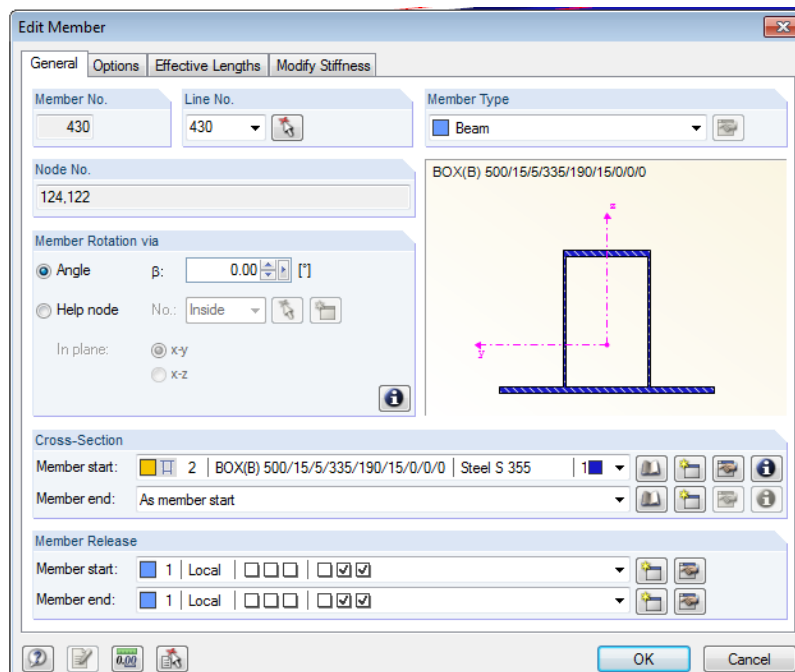 Edit Member
General Options Effective Lengths Modify Stiffness
Member No.
430
Line No.
430
Member Type
Beam
Node No.
124,122
BOX(B) 500/15/5/335/190/15/0/0/0
z
y
Member Rotation via
Angle β: 0.00 [°]
Help node No.: Inside
In plane: x-y
x-z
Cross-Section
Member start: 2 BOX(B) 500/15/5/335/190/15/0/0/0 Steel S 355 1
Member end: As member start
Member Release
Member start: 1 Local
Member end: 1 Local
0.00
OK Cancel